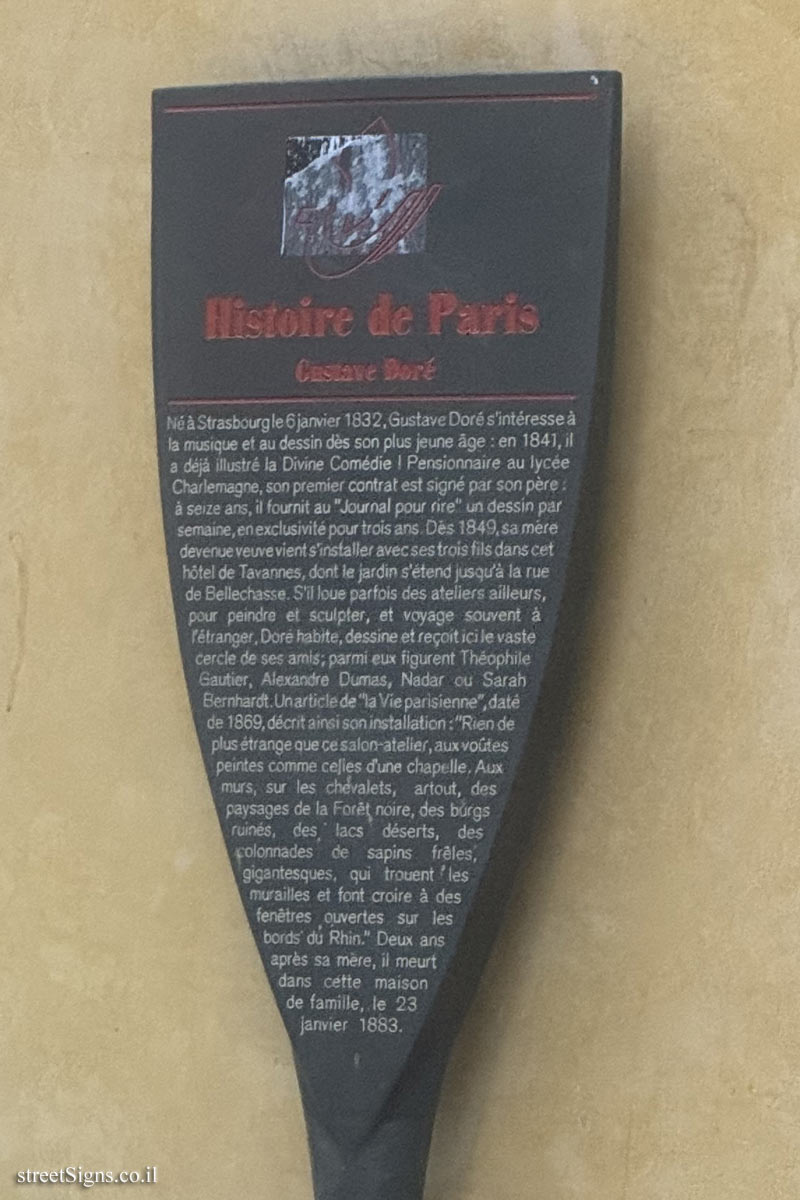 Histoire de Paris
Gustave Doré
Né à Strasbourg le 6 janvier 1832, Gustave Doré s'intéresse à
la musique et au dessin dès son plus jeune âge : en 1841, il
a déjà illustré la Divine Comédie ! Pensionnaire au lycée
Charlemagne, son premier contrat est signé par son père :
à seize ans, il fournit au "Journal pour rire" un dessin par
semaine, en exclusivité pour trois ans. Dès 1849, sa mère
devenue veuve vient s'installer avec ses trois fils dans cet
hôtel de Tavannes, dont le jardin s'étend jusqu'à la rue
de Bellechasse. S'il loue parfois des ateliers ailleurs,
pour peindre et sculpter, et voyage souvent à
l'étranger, Doré habite, dessine et reçoit ici le vaste
cercle de ses amis; parmi eux figurent Théophile
Gautier, Alexandre Dumas, Nadar ou Sarah
Bernhardt. Un article de "la Vie parisienne", daté
de 1869, décrit ainsi son installation : "Rien de
plus étrange que ce salon-atelier, aux voûtes
peintes comme celles d'une chapelle. Aux
murs, sur les chevalets, artout, des
paysages de la Forêt noire, des burgs
ruinés, des lacs déserts, des
colonnades de sapins frêles,
gigantesques, qui trouent les
murailles et font croire à des
fenêtres ouvertes sur les
bords du Rhin." Deux ans
après sa mère, il meurt
dans cette maison
de famille, le 23
janvier 1883.
streetSigns.co.il